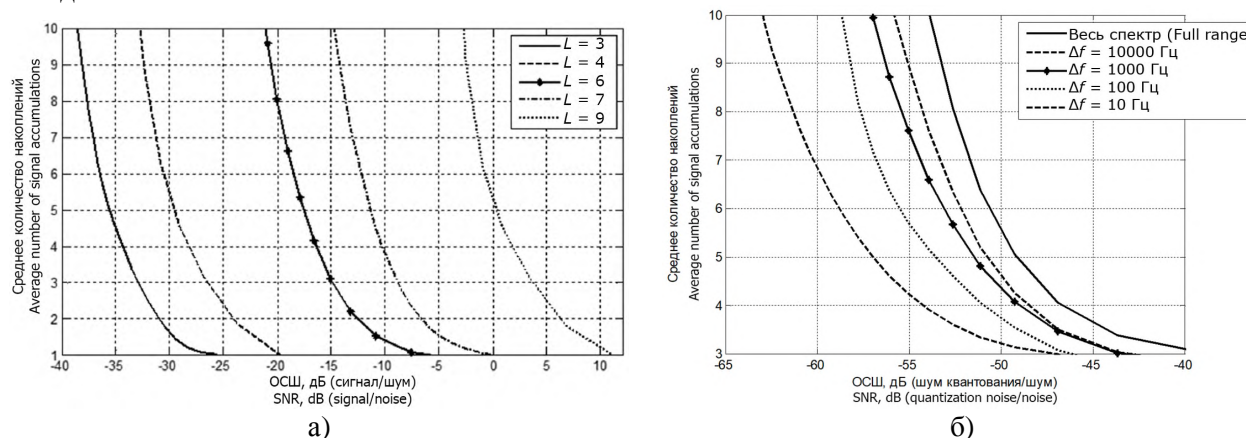 Среднее количество накоплений
Average number of signal accumulations
10
9
8
7
6
5
4
3
2
1
-40
-35
-30
-25
-20
-15
-10
-5
0
5
10
L = 3
L = 4
L = 6
L = 7
L = 9
ОСШ, дБ (сигнал/шум)
SNR, dB (signal/noise)
а)
Среднее количество накоплений
Average number of signal accumulations
10
9
8
7
6
5
4
3
-65
-60
-55
-50
-45
-40
Весь спектр (Full range
Δf = 10000 Гц
Δf = 1000 Гц
Δf = 100 Гц
Δf = 10 Гц
ОСШ, дБ (шум квантования/шум)
SNR, dB (quantization noise/noise)
б)